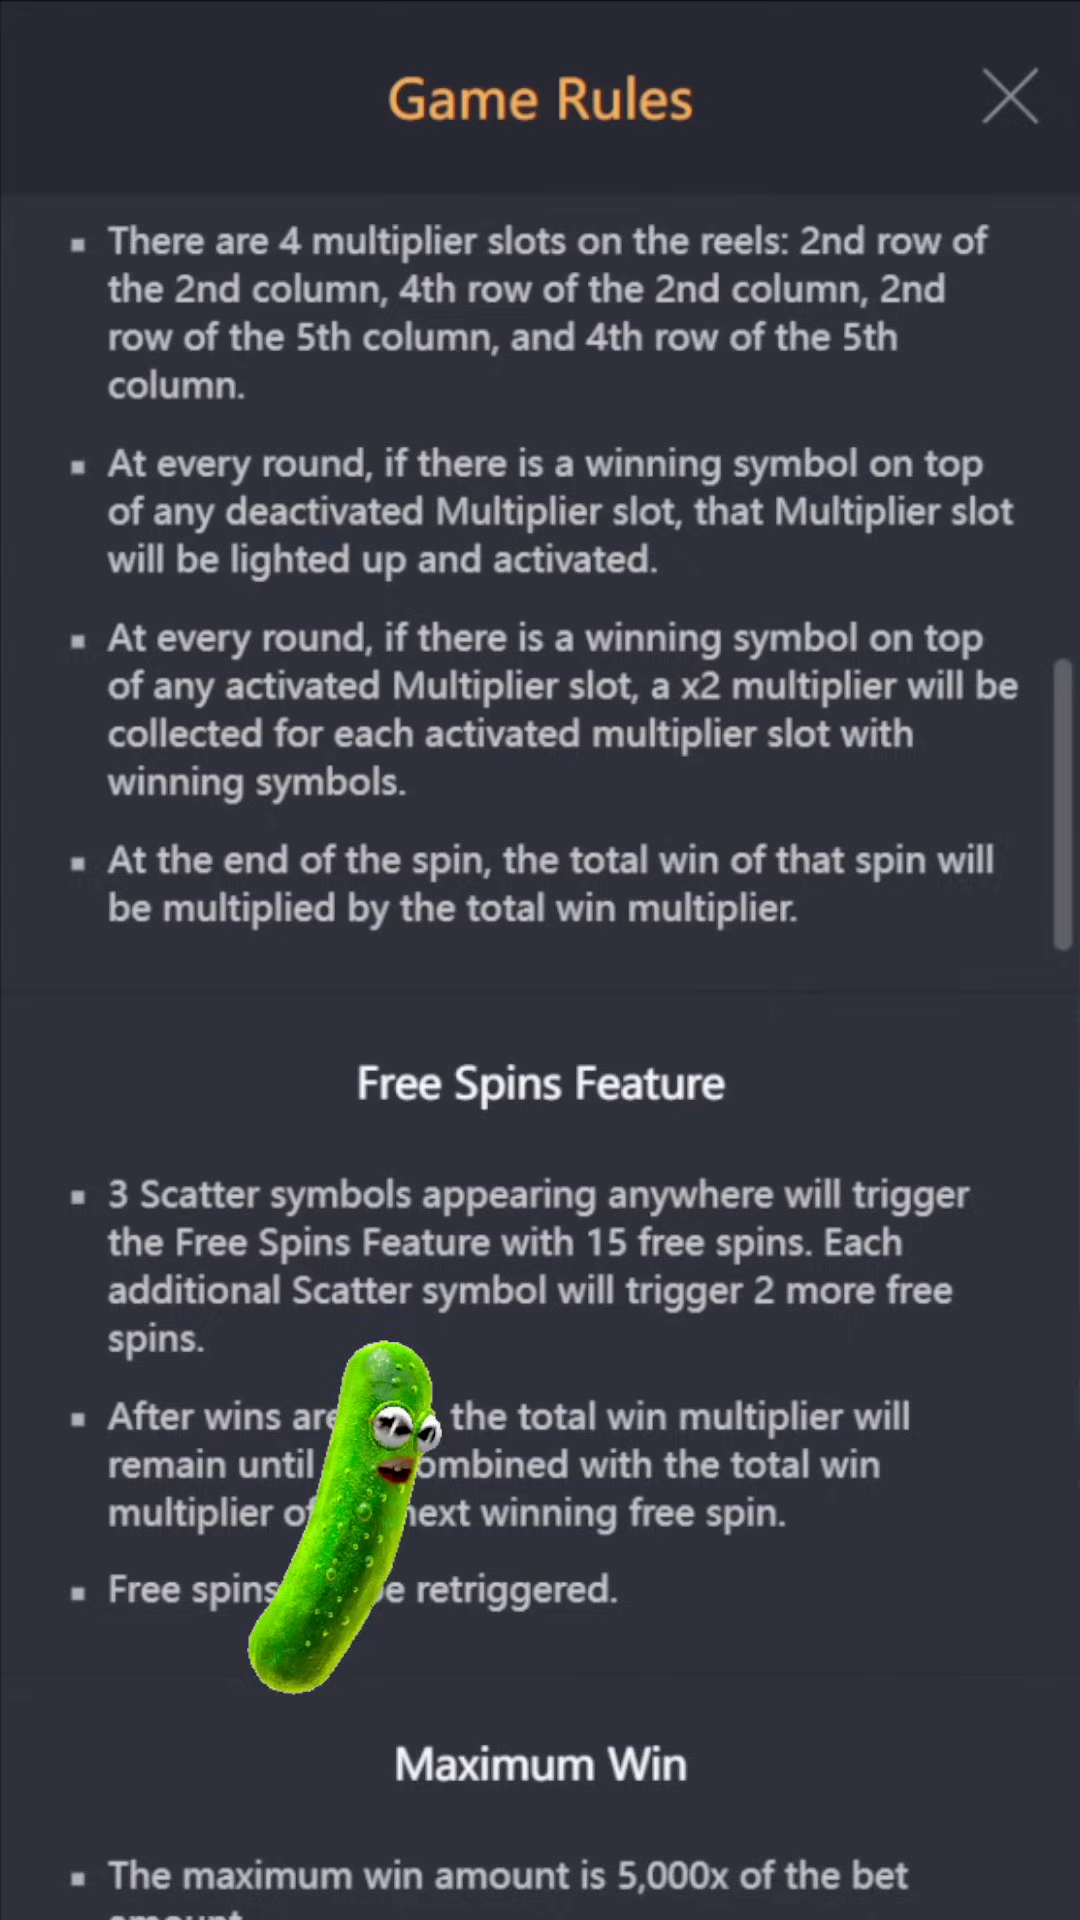 Game Rules
There are 4 multiplier slots on the reels: 2nd row of
the 2nd column, 4th row of the 2nd column, 2nd
row of the 5th column, and 4th row of the 5th
column.
At every round, if there is a winning symbol on top
of any deactivated Multiplier slot, that Multiplier slot
will be lighted up and activated.
At every round, if there is a winning symbol on top
of any activated Multiplier slot, a x2 multiplier will be
collected for each activated multiplier slot with
winning symbols.
At the end of the spin, the total win of that spin will
be multiplied by the total win multiplier.
Free Spins Feature
3 Scatter symbols appearing anywhere will trigger
the Free Spins Feature with 15 free spins. Each
additional Scatter symbol will trigger 2 more free
spins.
After wins are the total win multiplier will
remain until combined with the total win
multiplier of next winning free spin.
Free spins be retriggered.
Maximum Win
The maximum win amount is 5,000x of the bet